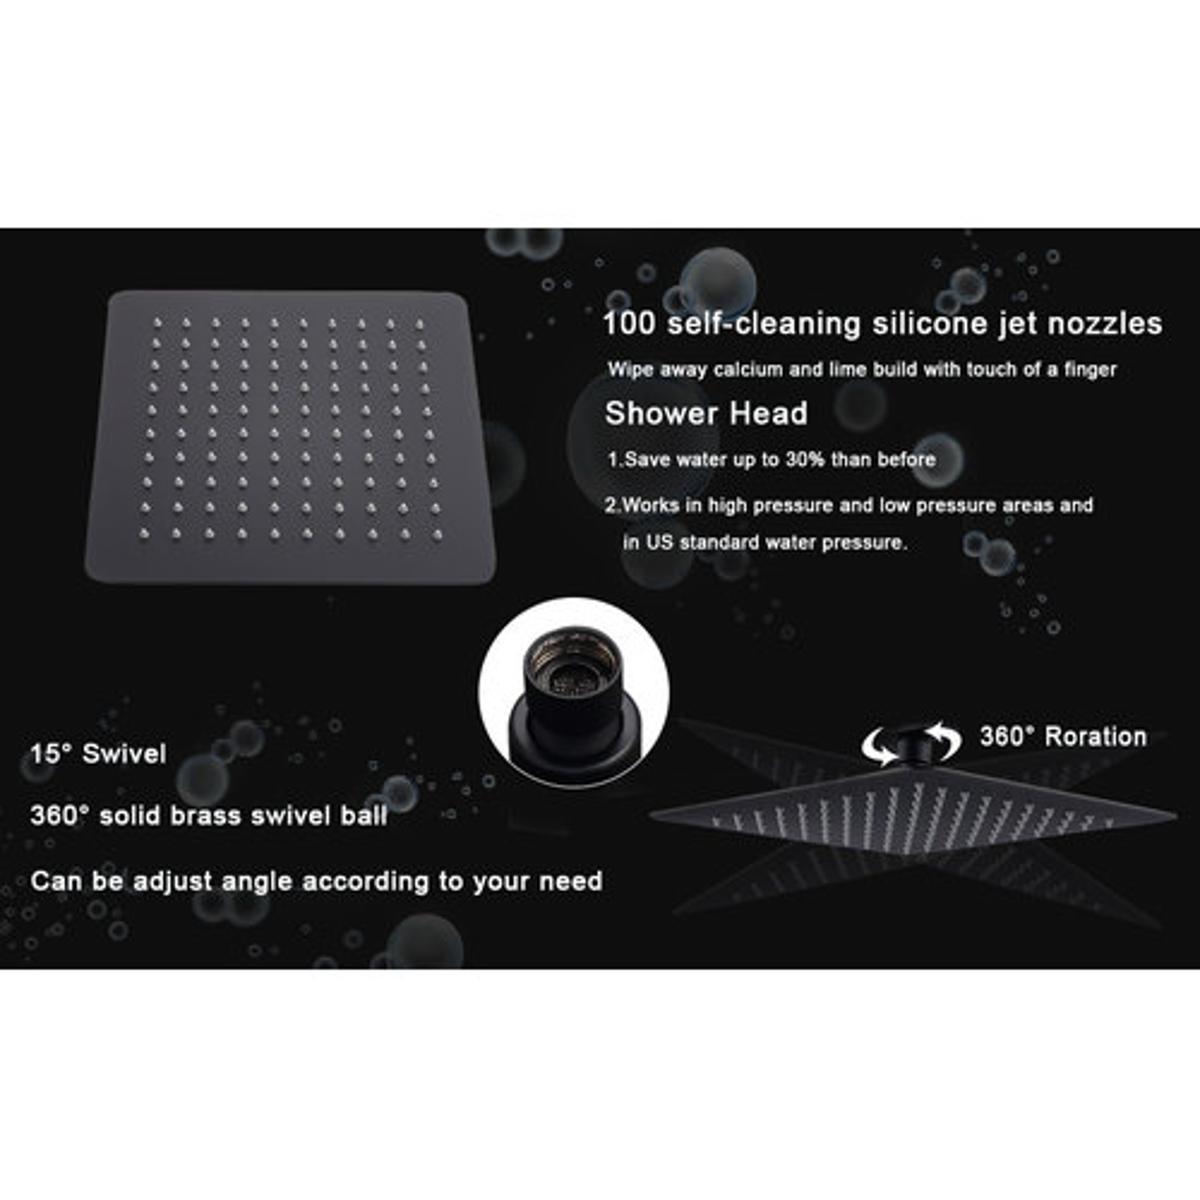 100 self-cleaning silicone jet nozzles
Wipe away calcium and lime build with touch of a finger
Shower Head
1.Save water up to 30% than before
2.Works in high pressure and low pressure areas and
in US standard water pressure.
15° Swivel
360° solid brass swivel ball
Can be adjust angle according to your need
360° Roration